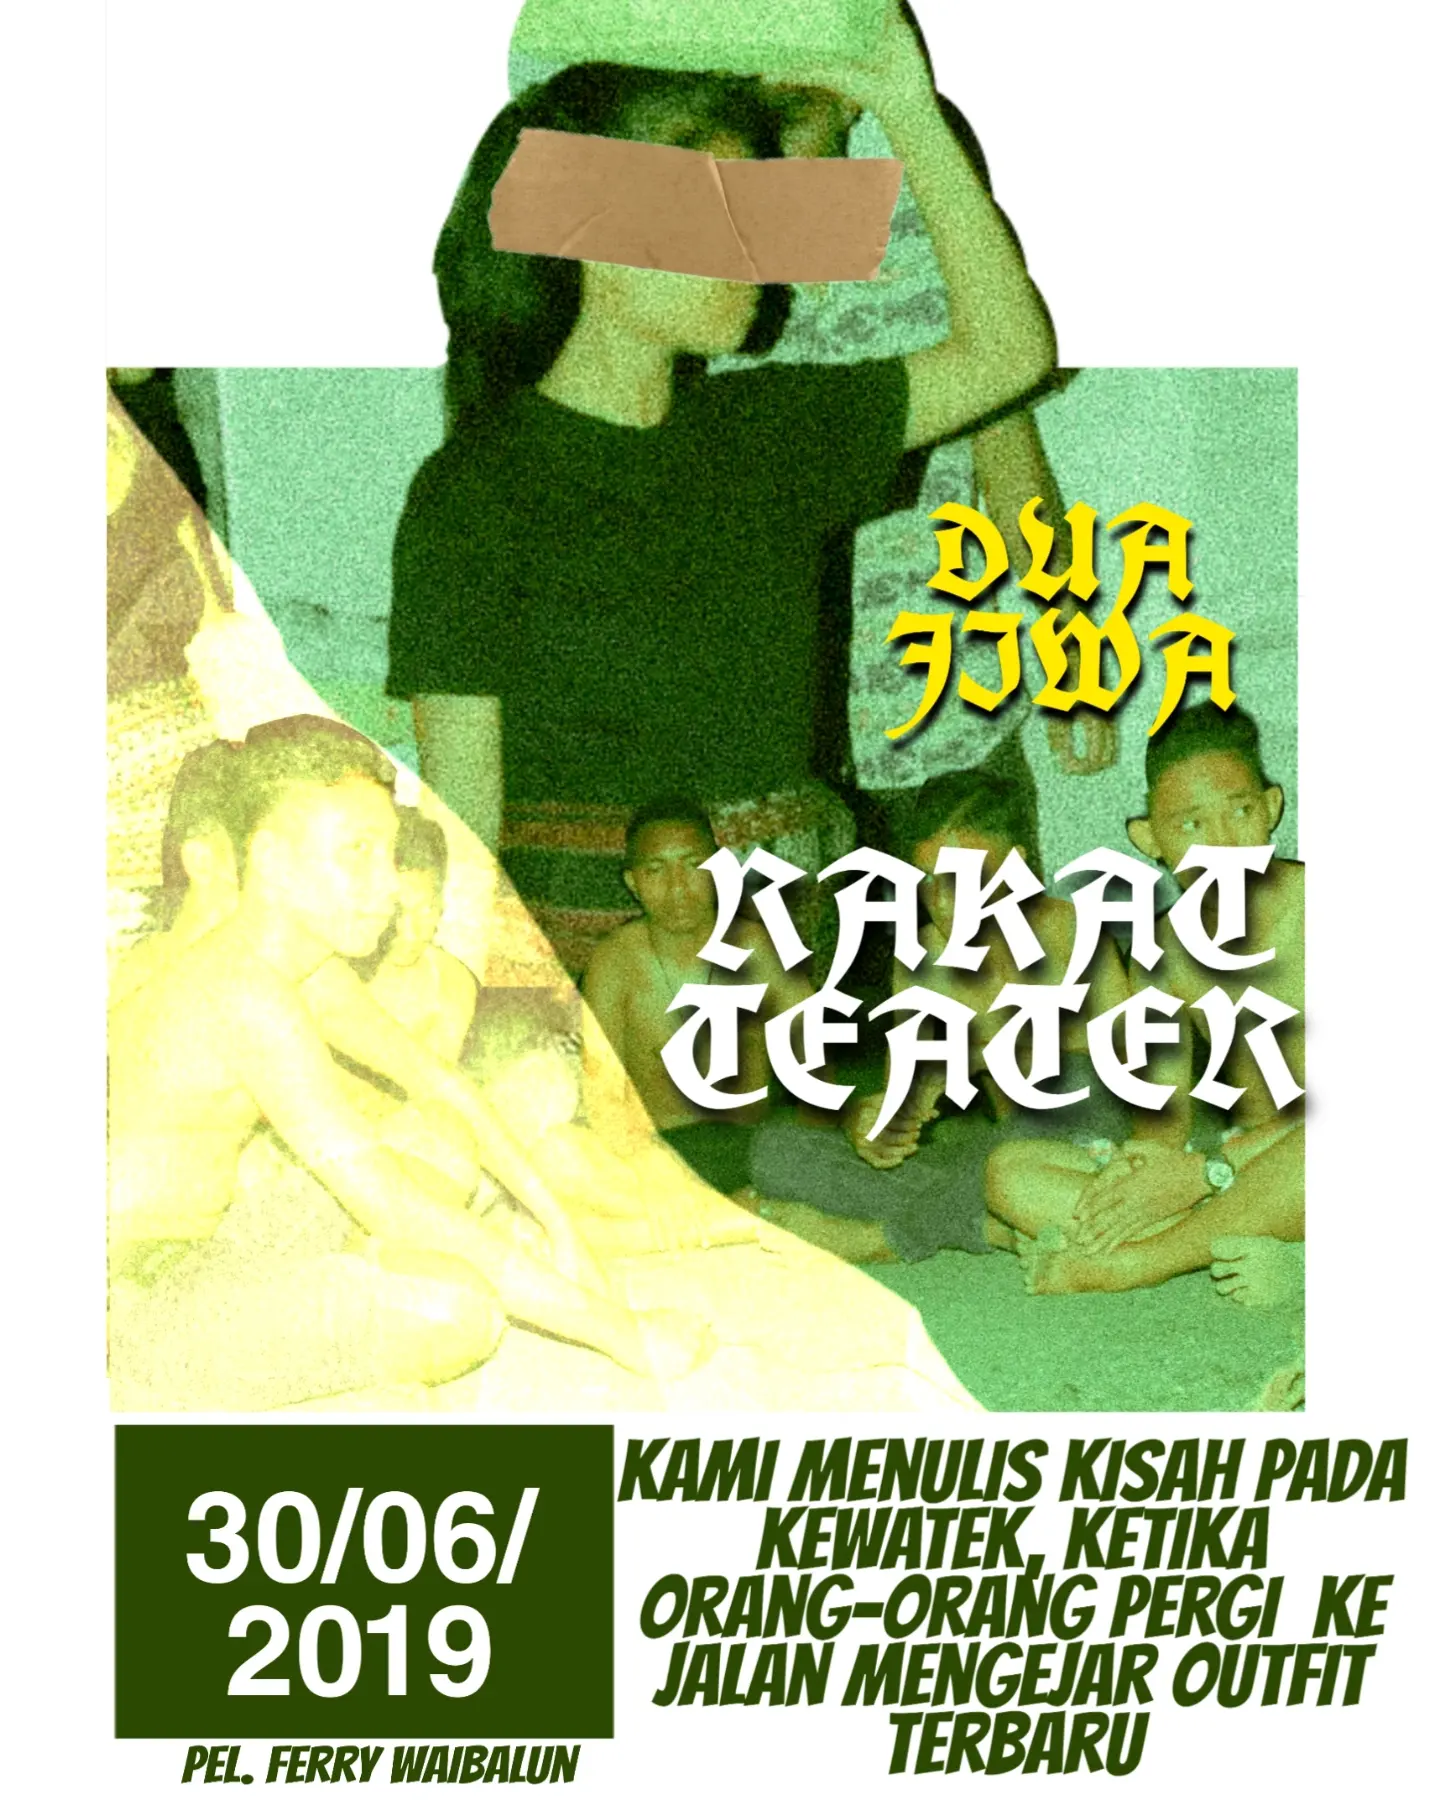 DUA
JIWA
RAKAT
TEATER
30/06/
2019
PEL. FERRY WAIBALUN
KAMI MENULIS KISAH PADA
KEWATEK, KETIKA
ORANG-ORANG PERGI KE
JALAN MENGEJAR OUTFIT
TERBARU